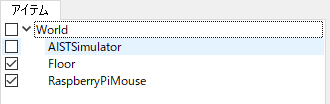 アイテム
World
AISTSimulator
Floor
RaspberryPiMouse